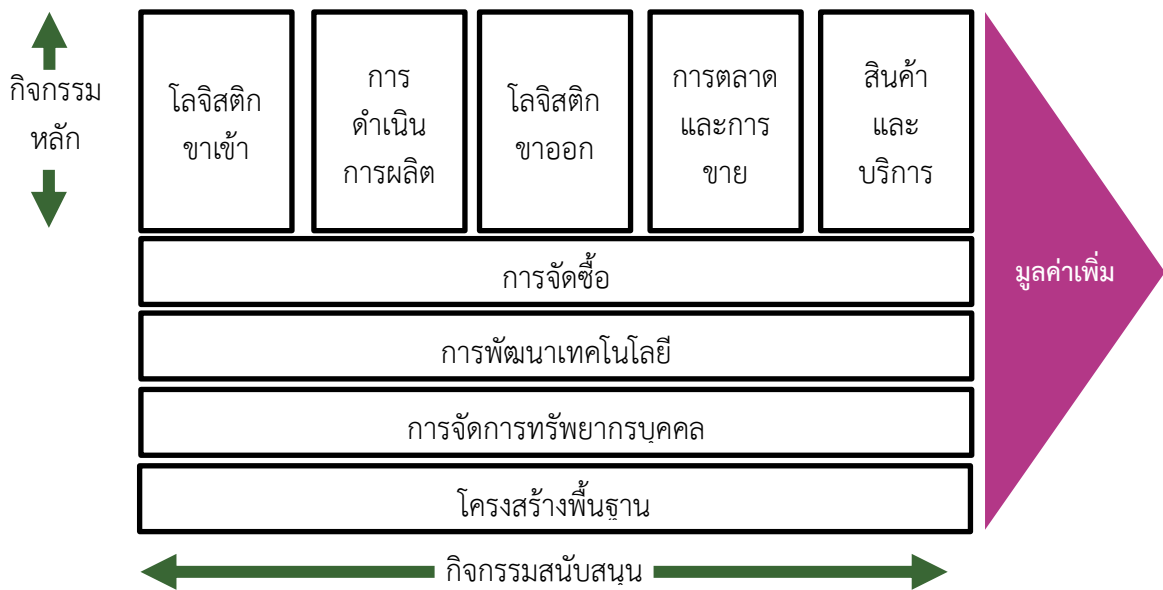 กิจกรรม
หลัก
โลจิสติก
ขาเข้า
การ
ดำเนิน
การผลิต
โลจิสติก
ขาออก
การตลาด
และการ
ขาย
สินค้า
และ
บริการ
การจัดซื้อ
การพัฒนาเทคโนโลยี
การจัดการทรัพยากรบุคคล
โครงสร้างพื้นฐาน
มูลค่าเพิ่ม
กิจกรรมสนับสนุน